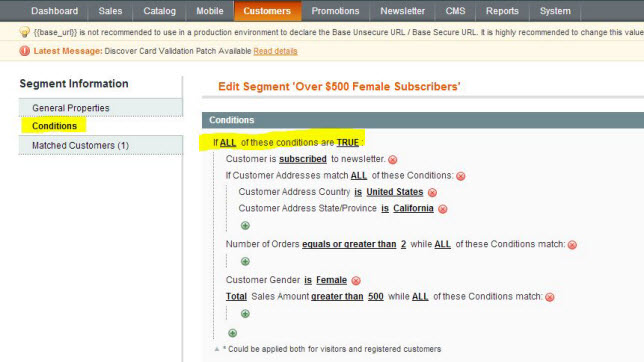 Dashboard Sales Catalog Mobile Customers Promotions Newsletter CMS Reports System
{{base_url}} is not recommended to use in a production environment to declare the Base Unsecure URL / Base Secure URL. It is highly recommended to change this value
Latest Message: Discover Card Validation Patch Available Read details
Segment Information
General Properties
Conditions
Matched Customers (1)
Edit Segment 'Over $500 Female Subscribers'
Conditions
If ALL of these conditions are TRUE :
Customer is subscribed to newsletter.
If Customer Addresses match ALL of these Conditions:
Customer Address Country is United States
Customer Address State/Province is California
Number of Orders equals or greater than 2 while ALL of these Conditions match:
Customer Gender is Female
Total Sales Amount greater than 500 while ALL of these Conditions match:
* Could be applied both for visitors and registered customers